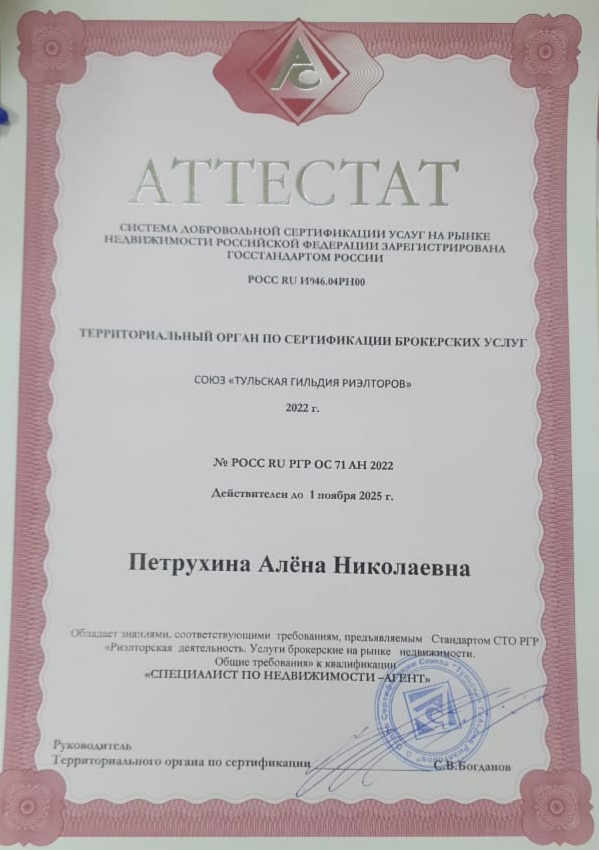 АС
АТТЕСТАТ
СИСТЕМА ДОБРОВОЛЬНОЙ СЕРТИФИКАЦИИ УСЛУГ НА РЫНКЕ
НЕДВИЖИМОСТИ РОССИЙСКОЙ ФЕДЕРАЦИИ ЗАРЕГИСТРИРОВАНА
ГОССТАНДАРТОМ РОССИИ
РОСС RU И946.04РН00
ТЕРРИТОРИАЛЬНЫЙ ОРГАН ПО СЕРТИФИКАЦИИ БРОКЕРСКИХ УСЛУГ
СОЮЗ «ТУЛЬСКАЯ ГИЛЬДИЯ РИЭЛТОРОВ»
2022 г.
№ РОСС RU РГР ОС 71 АН 2022
Действителен до 1 ноября 2025 г.
Петрухина Алёна Николаевна
Обладает знаниями, соответствующими требованиям, предъявляемым Стандартом СТО РГР
«Риэлторская деятельность. Услуги брокерские на рынке недвижимости.
Общие требования» к квалификации
«СПЕЦИАЛИСТ ПО НЕДВИЖИМОСТИ –АГЕНТ»
Руководитель
Территориального органа по сертификации С.В.Богданов